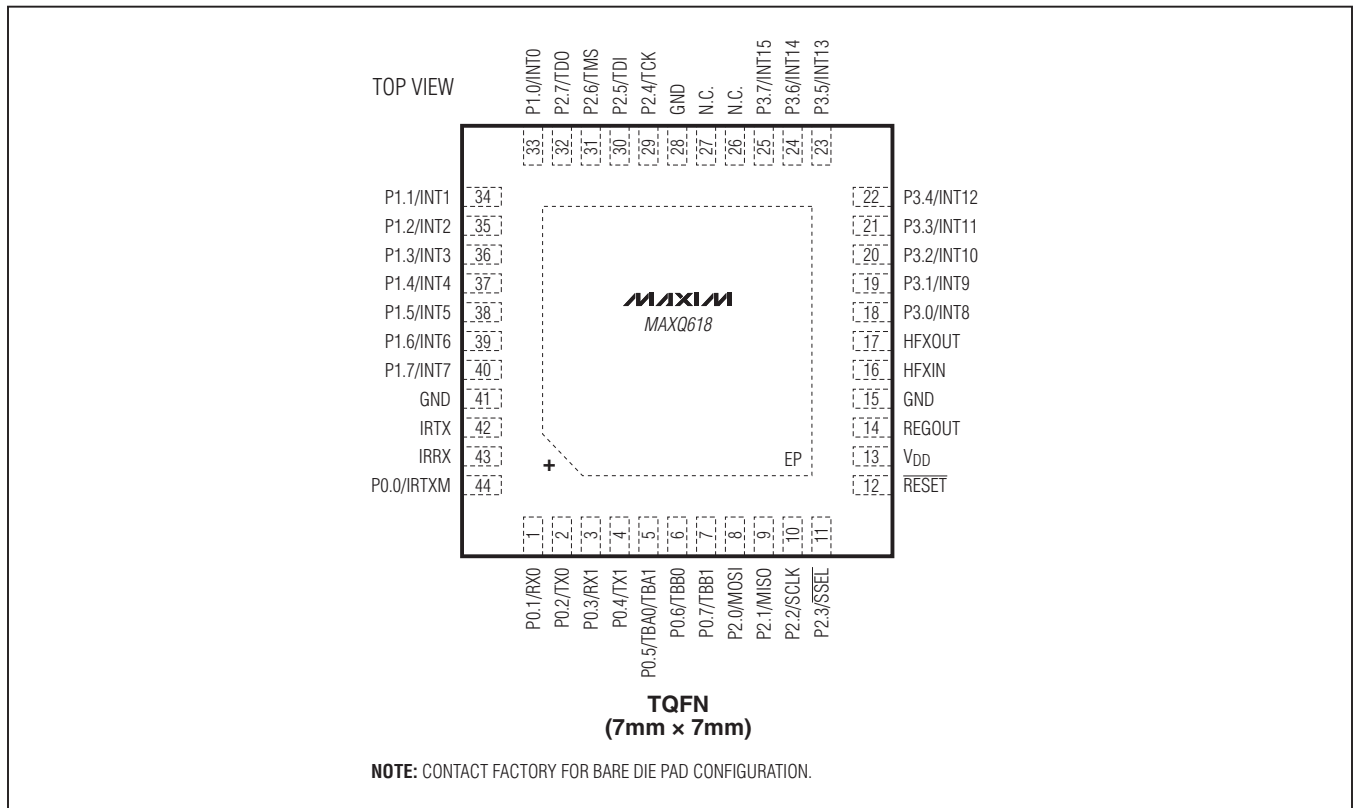 TOP VIEW
P1.0/INT0
P2.7/TDO
P2.6/TMS
P2.5/TDI
P2.4/TCK
GND
N.C.
N.C.
P3.7/INT15
P3.6/INT14
P3.5/INT13
33
32
31
30
29
28
27
26
25
24
23
P1.1/INT1 34
P1.2/INT2 35
P1.3/INT3 36
P1.4/INT4 37
P1.5/INT5 38
P1.6/INT6 39
P1.7/INT7 40
GND 41
IRTX 42
IRRX 43
P0.0/IRTXM 44
MAXIM
MAXQ618
+
EP
22 P3.4/INT12
21 P3.3/INT11
20 P3.2/INT10
19 P3.1/INT9
18 P3.0/INT8
17 HFXOUT
16 HFXIN
15 GND
14 REGOUT
13 VDD
12 RESET
1
2
3
4
5
6
7
8
9
10
11
P0.1/RX0
P0.2/TX0
P0.3/RX1
P0.4/TX1
P0.5/TBA0/TBA1
P0.6/TBB0
P0.7/TBB1
P2.0/MOSI
P2.1/MISO
P2.2/SCLK
P2.3/SSEL
TQFN
(7mm × 7mm)
NOTE: CONTACT FACTORY FOR BARE DIE PAD CONFIGURATION.